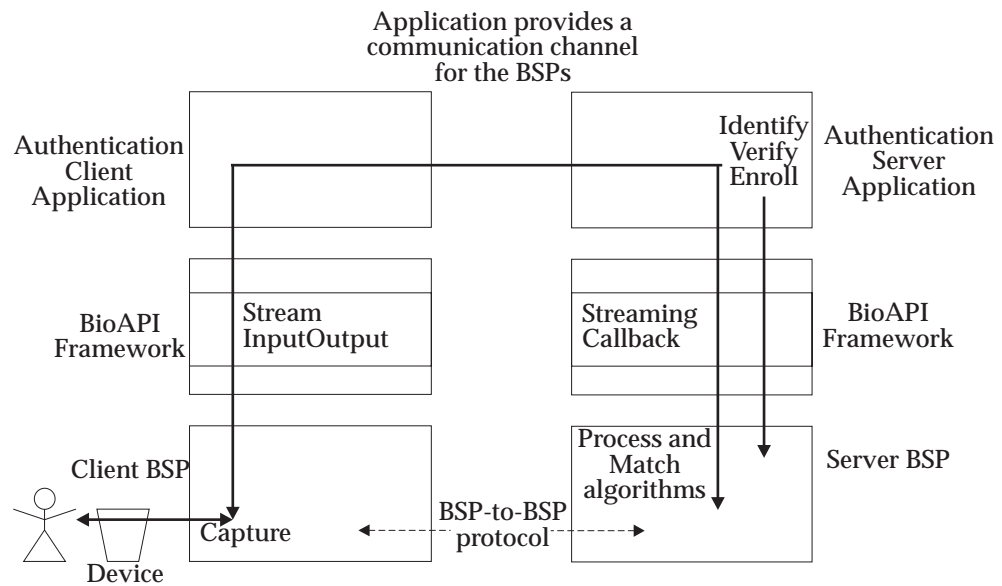 Application provides a
communication channel
for the BSPs
Authentication
Client
Application
Identify
Verify
Enroll
Authentication
Server
Application
BioAPI
Framework
Stream
InputOutput
Streaming
Callback
BioAPI
Framework
Client BSP
Process and
Match
algorithms
Server BSP
Capture
BSP-to-BSP
protocol
Device